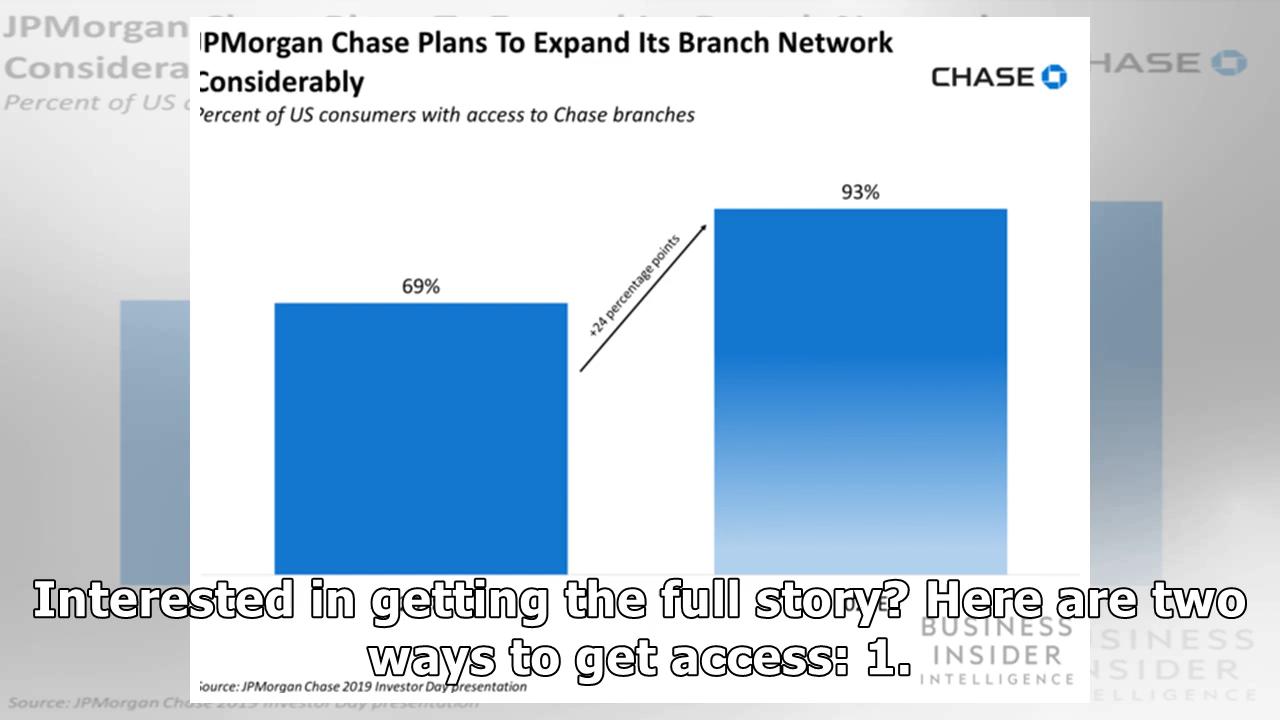 JPMorgan Chase Plans To Expand Its Branch Network
Considerably
CHASE
Percent of US consumers with access to Chase branches
69%
+24 percentage points
93%
Interested in getting the full story? Here are two
ways to get access: 1.
BUSINESS
INSIDER
INTELLIGENCE
Source: JPMorgan Chase 2019 Investor Day presentation